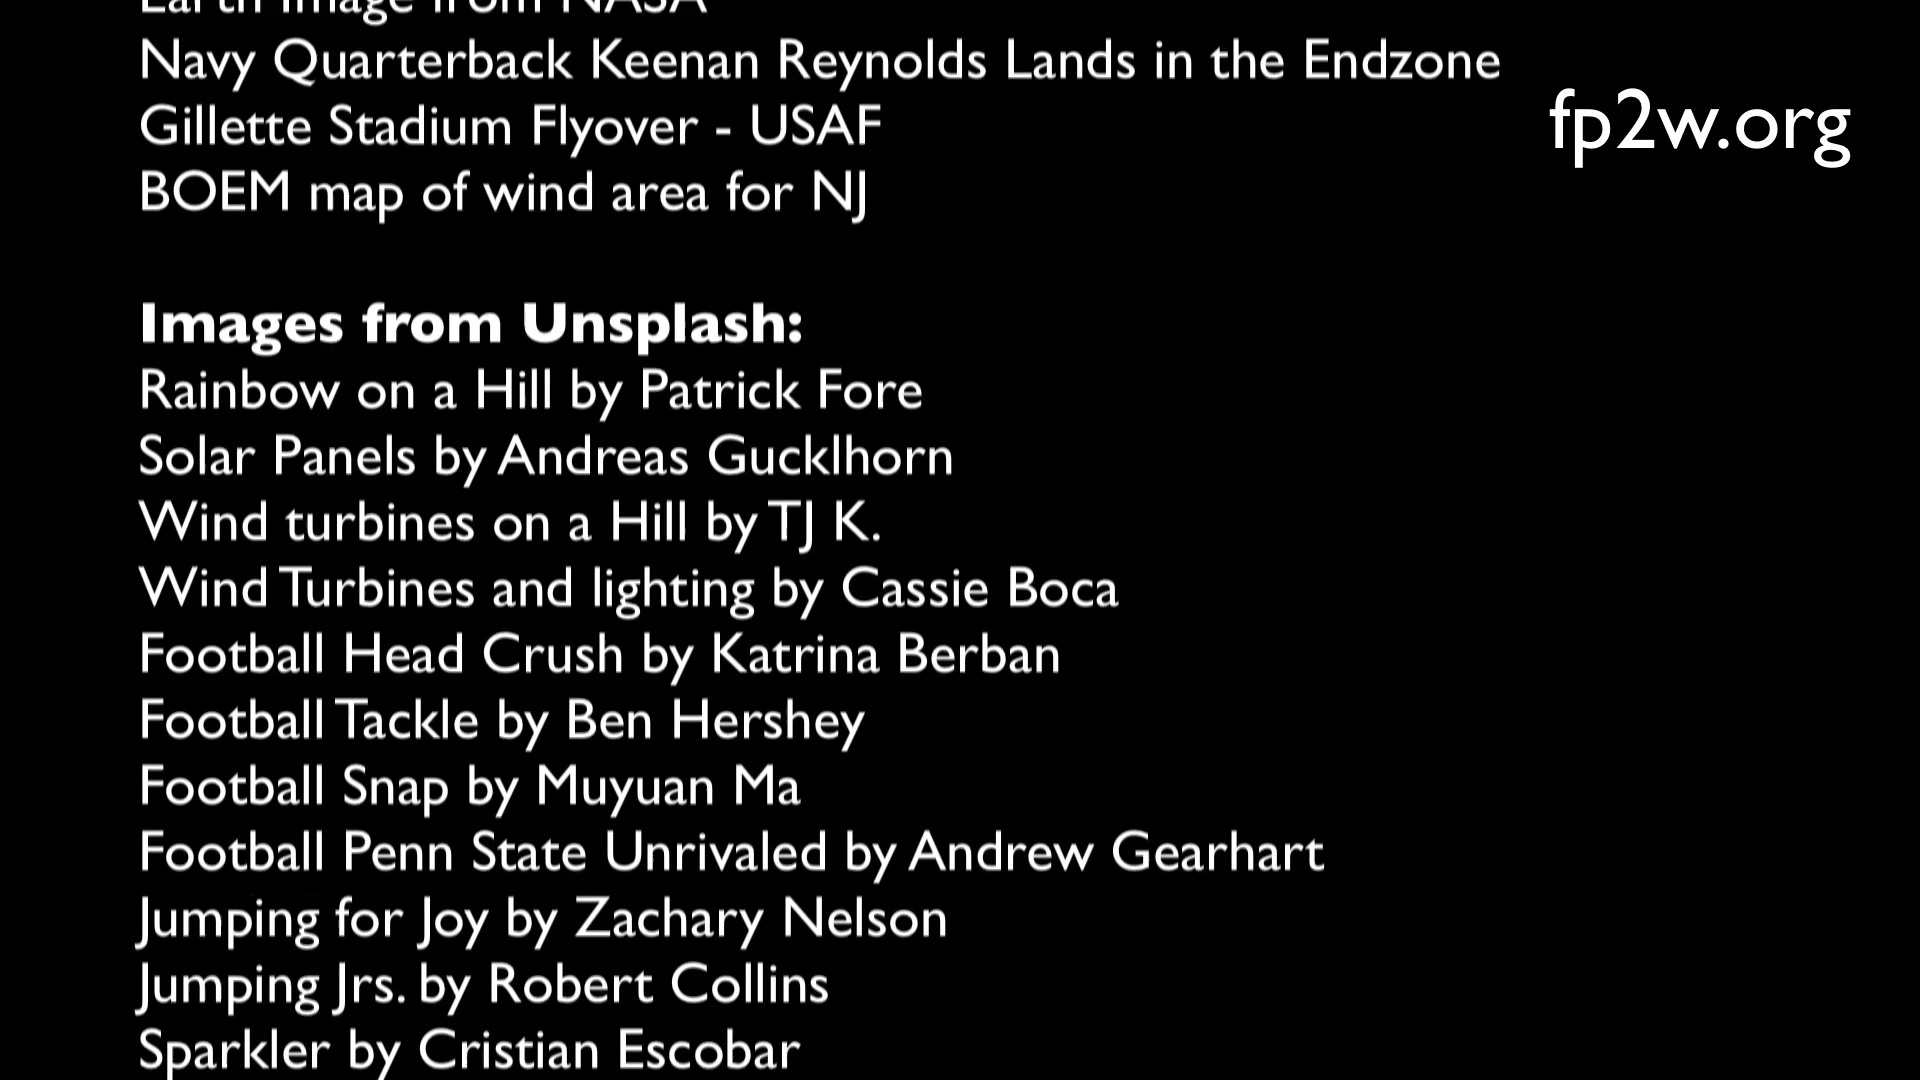 Earth Image from NASA
Navy Quarterback Keenan Reynolds Lands in the Endzone
fp2w.org
Gillette Stadium Flyover - USAF
BOEM map of wind area for NJ
Images from Unsplash:
Rainbow on a Hill by Patrick Fore
Solar Panels by Andreas Gucklhorn
Wind turbines on a Hill by TJ K.
Wind Turbines and lighting by Cassie Boca
Football Head Crush by Katrina Berban
Football Tackle by Ben Hershey
Football Snap by Muyuan Ma
Football Penn State Unrivaled by Andrew Gearhart
Jumping for Joy by Zachary Nelson
Jumping Jrs. by Robert Collins
Sparkler by Cristian Escobar